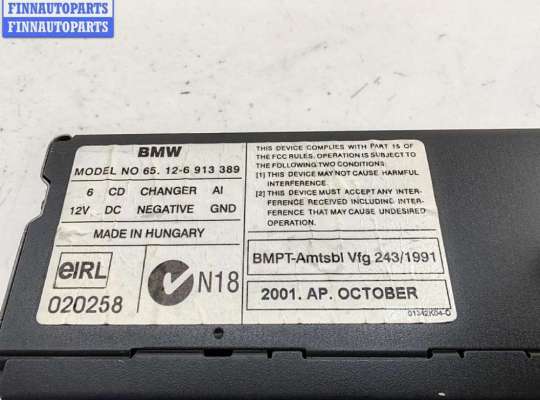 FINNAUTOPARTS
FINNAUTOPARTS
BMW
MODEL NO 65. 12-6 913 389
6 CD CHANGER AI
12V DC NEGATIVE GND
MADE IN HUNGARY
eIRL
020258
N18
THIS DEVICE COMPLIES WITH PART 15 of
the FCC RULES. OPERATION IS SUBJECT TO
THE FOLLOWING TWO CONDITIONS:
[1] THIS DEVICE MAY NOT CAUSE HARMFUL
INTERFERENCE.
[2] THIS DEVICE MUST ACCEPT ANY INTER-
FERENCE RECEIVED INCLUDING INTERFER-
ENCE THAT MAY CAUSE UNDESIRED
OPERATION.
BMPT-Amtsbl Vfg 243/1991
2001. AP. OCTOBER